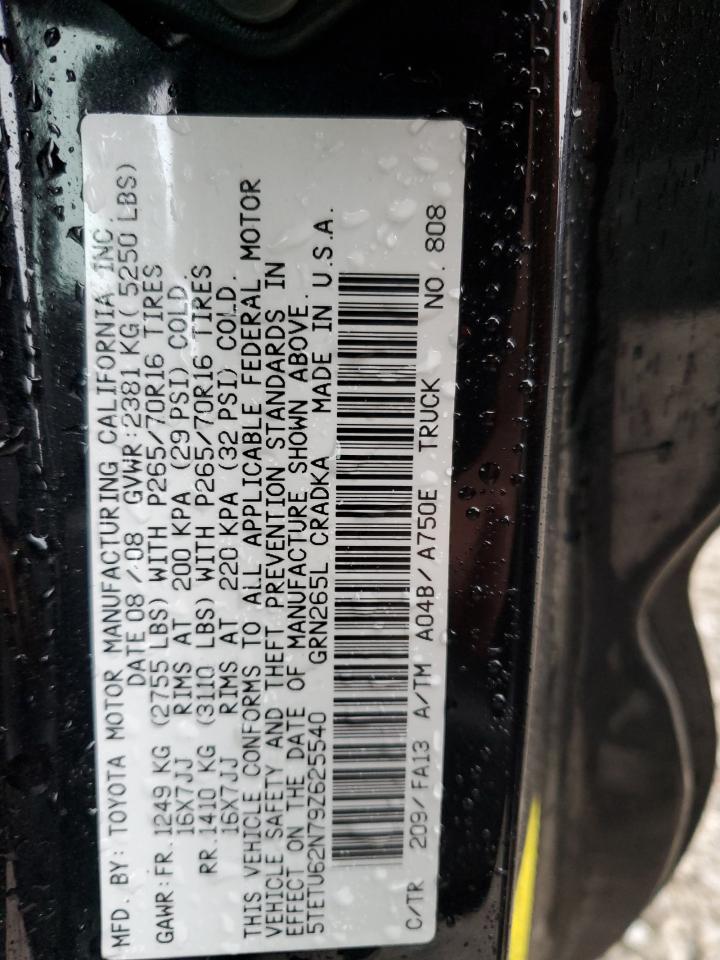 MFD. BY: TOYOTA MOTOR MANUFACTURING CALIFORNIA INC.
DATE 08 / 08 GVWR: 2381 KG( 5250 LBS)
GAWR: FR. 1249 KG (2755 LBS) WITH P265/70R16 TIRES
16X7JJ RIMS AT 200 KPA (29 PSI) COLD.
RR. 1410 KG (3110 LBS) WITH P265/70R16 TIRES
16X7JJ RIMS AT 220 KPA (32 PSI) COLD.
THIS VEHICLE CONFORMS TO ALL APPLICABLE FEDERAL MOTOR
VEHICLE SAFETY AND THEFT PREVENTION STANDARDS IN
EFFECT ON THE DATE OF MANUFACTURE SHOWN ABOVE.
5TETU62N79Z625540 GRN265L CRADKA MADE IN U.S.A.
C/TR 209/FA13 A/TM A04B/A750E TRUCK NO. 808